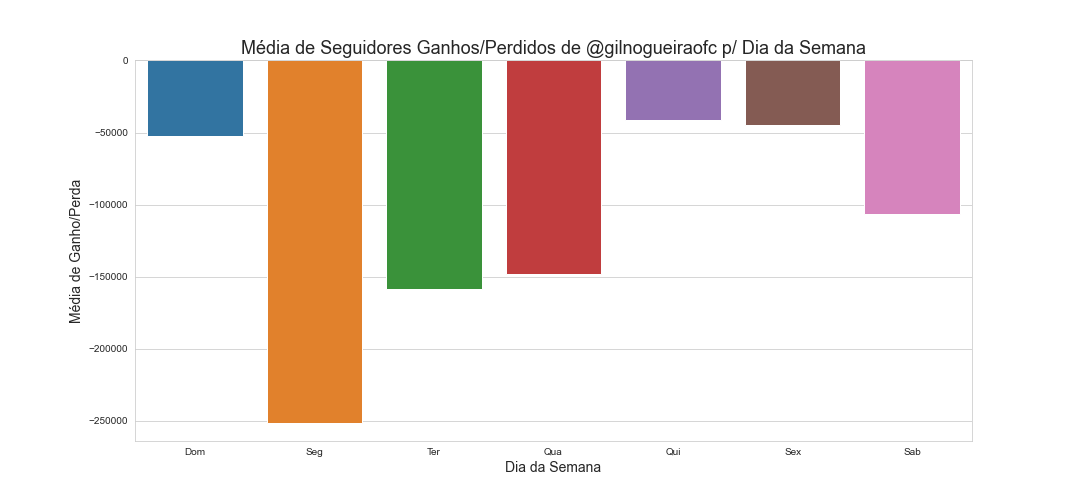 Média de Seguidores Ganhos/Perdidos de @gilnogueiraofc p/ Dia da Semana
0
−50000
−100000
−150000
−200000
−250000
Média de Ganho/Perda
Dom Seg Ter Qua Qui Sex Sab
Dia da Semana